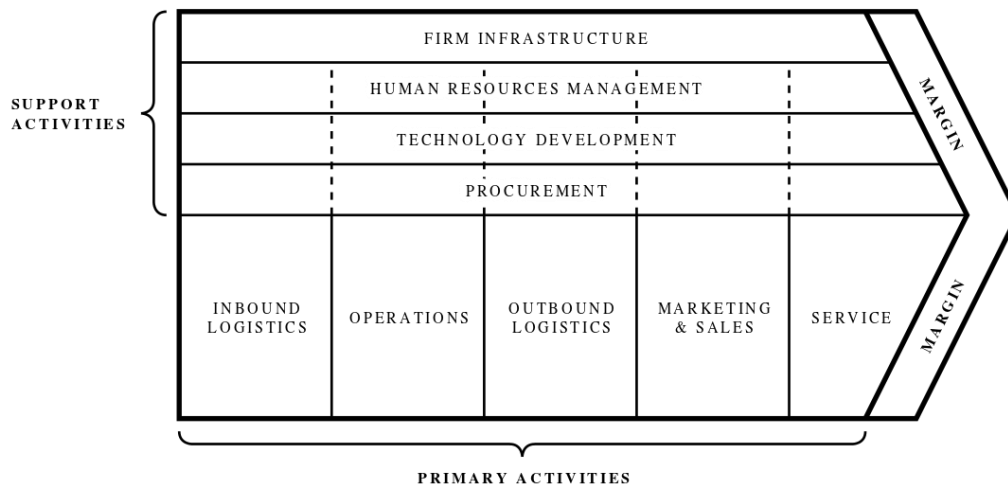 FIRM INFRASTRUCTURE
HUMAN RESOURCES MANAGEMENT
TECHNOLOGY DEVELOPMENT
PROCUREMENT
SUPPORT
ACTIVITIES
MARGIN
INBOUND
LOGISTICS
OPERATIONS
OUTBOUND
LOGISTICS
MARKETING
& SALES
SERVICE
MARGIN
PRIMARY ACTIVITIES